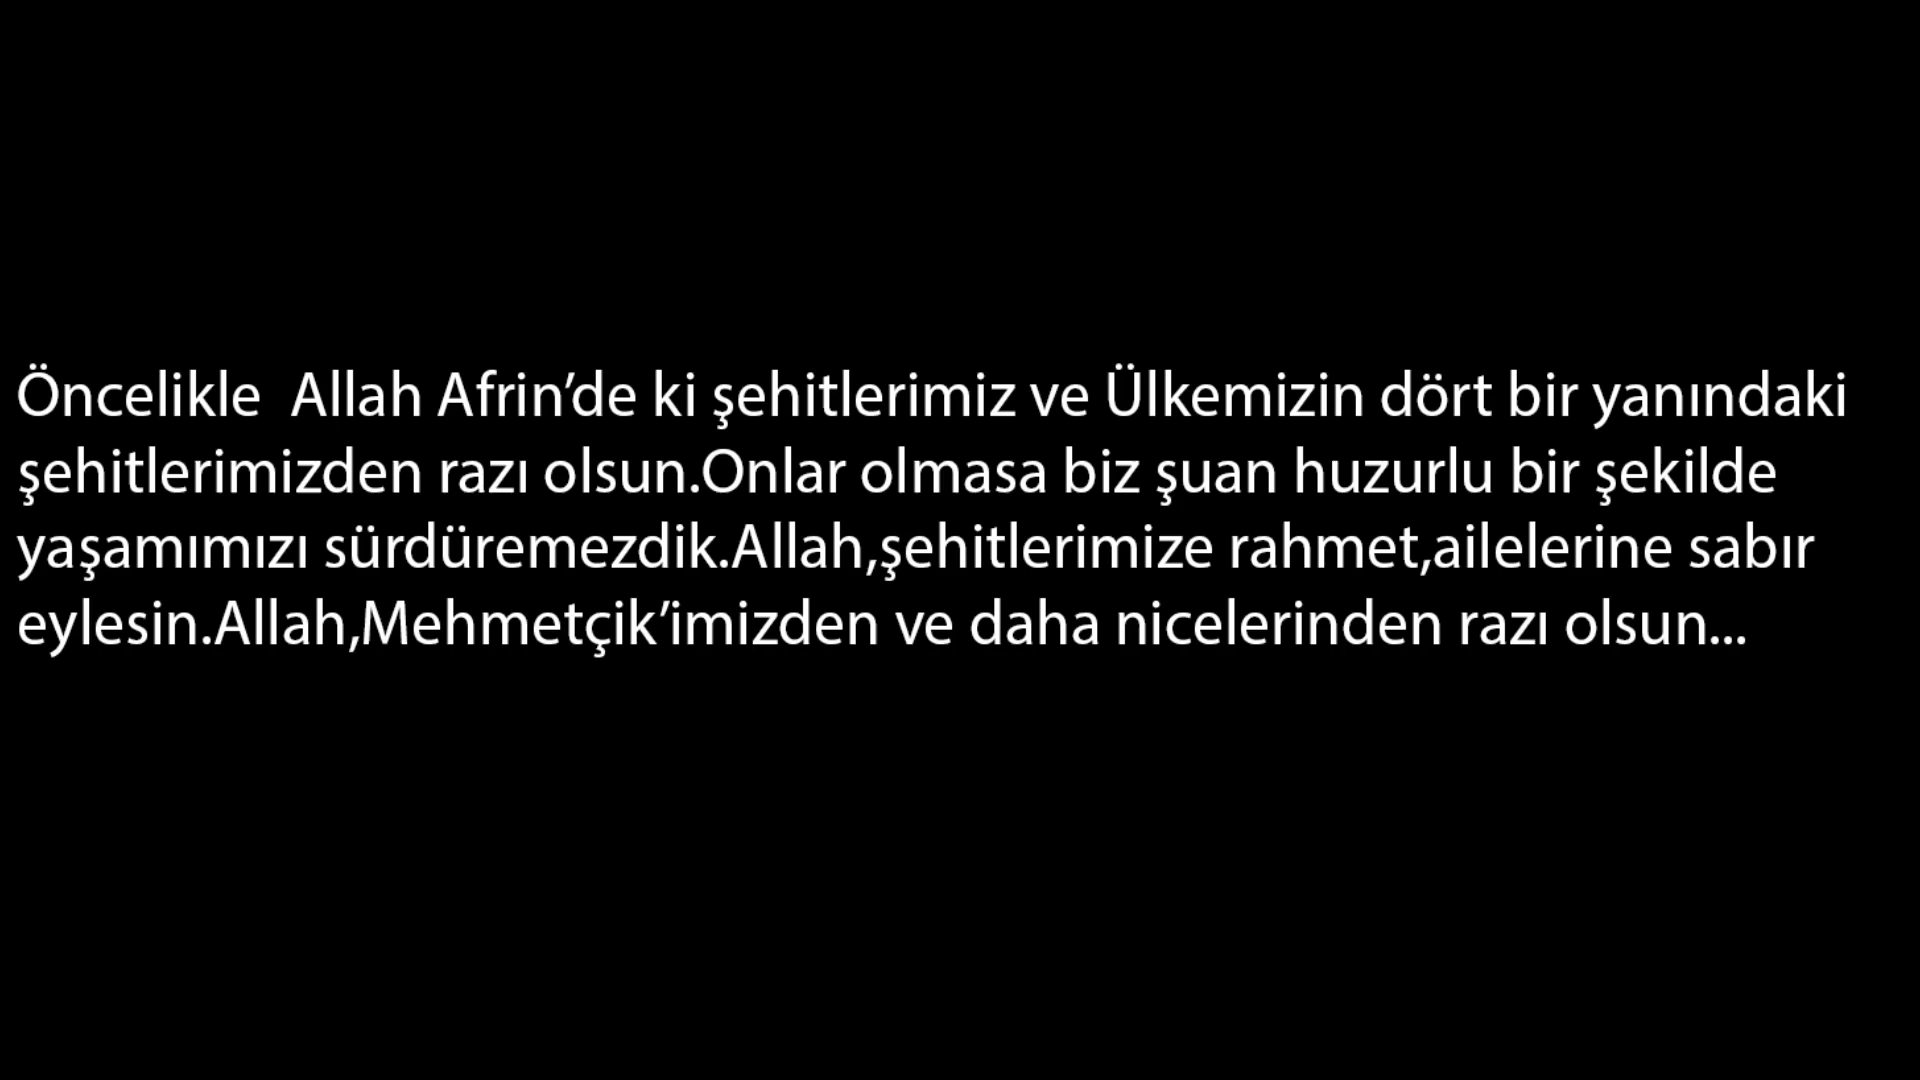 Öncelikle  Allah Afrin’de ki şehitlerimiz ve Ülkemizin dört bir yanındaki
şehitlerimizden razı olsun.Onlar olmasa biz şuan huzurlu bir şekilde
yaşamımızı sürdüremezdik.Allah,şehitlerimize rahmet,ailelerine sabır
eylesin.Allah,Mehmetçik’imizden ve daha nicelerinden razı olsun...